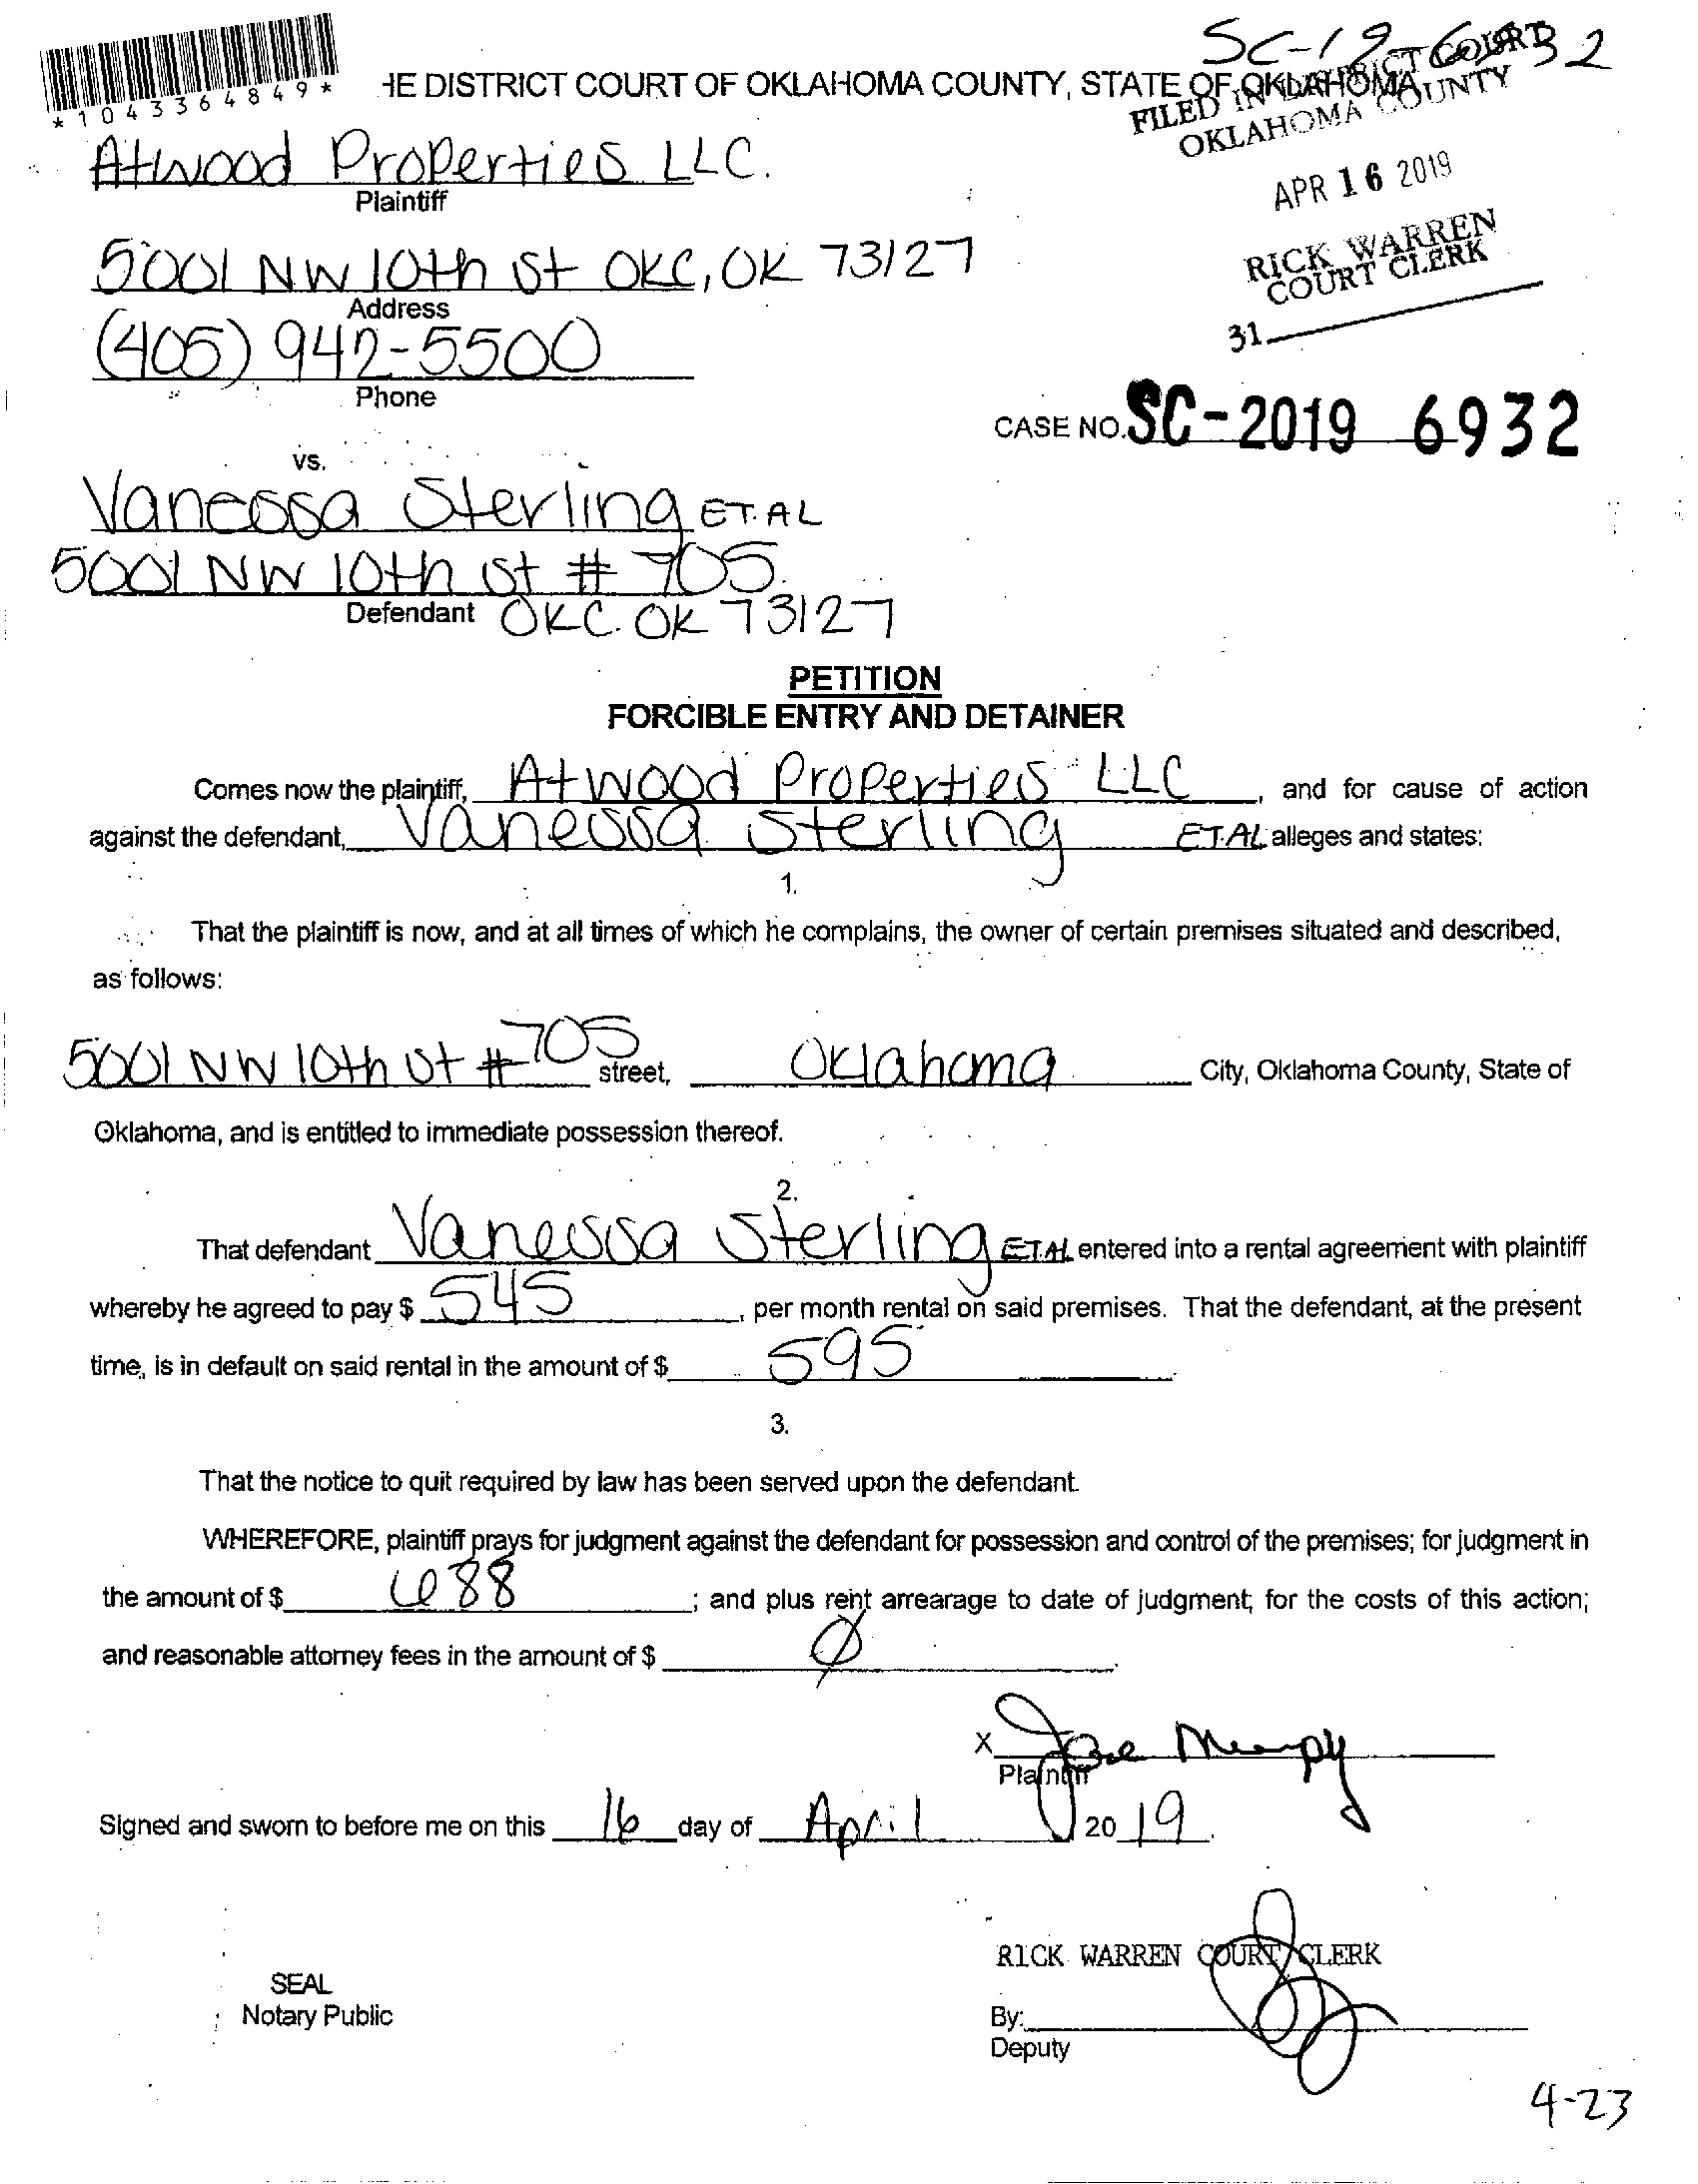 SC-19-6932
*1043364849*
HE DISTRICT COURT OF OKLAHOMA COUNTY, STATE OF OKLAHOMA
FILED IN DISTRICT COURT
OKLAHOMA COUNTY
Atwood Properties LLC.
Plaintiff
APR 16 2019
5001 NW 10th St OKC, OK 73127
Address
RICK WARREN
COURT CLERK
(405) 942-5500
Phone
31
CASE NO. SC-2019 6932
vs.
Vanessa Sterling ET. AL
5001 NW 10th St # 705
Defendant OKC. OK 73127
PETITION
FORCIBLE ENTRY AND DETAINER
Comes now the plaintiff, Atwood Properties LLC, and for cause of action
against the defendant, Vanessa Sterling ET.AL alleges and states:
1.
That the plaintiff is now, and at all times of which he complains, the owner of certain premises situated and described,
as follows:
5001 NW 10th St # 705 street, Oklahoma City, Oklahoma County, State of
Oklahoma, and is entitled to immediate possession thereof.
2.
That defendant Vanessa Sterling ET.AL entered into a rental agreement with plaintiff
whereby he agreed to pay $ 545, per month rental on said premises. That the defendant, at the present
time, is in default on said rental in the amount of $ 595.
3.
That the notice to quit required by law has been served upon the defendant.
WHEREFORE, plaintiff prays for judgment against the defendant for possession and control of the premises; for judgment in
the amount of $ 688; and plus rent arrearage to date of judgment; for the costs of this action;
and reasonable attorney fees in the amount of $ Ø.
X
Plaintiff
Signed and sworn to before me on this 16 day of April 2019.
RICK WARREN COURT CLERK
SEAL
Notary Public
By:
Deputy
4-23